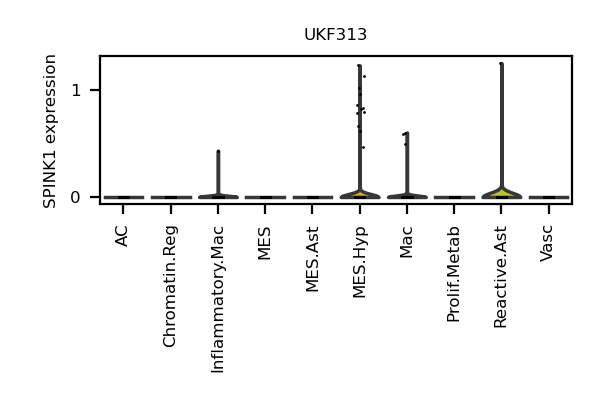 UKF313
SPINK1 expression
1
0
AC
Chromatin.Reg
Inflammatory.Mac
MES
MES.Ast
MES.Hyp
Mac
Prolif.Metab
Reactive.Ast
Vasc